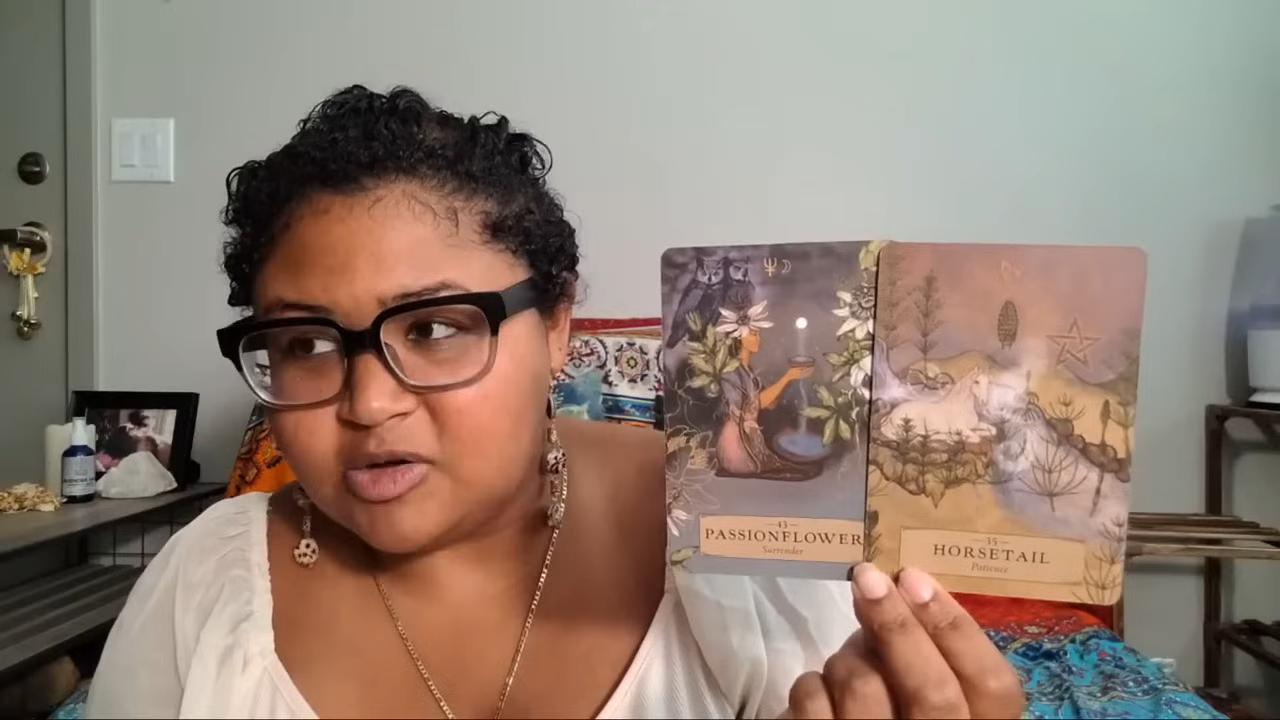 43
PASSIONFLOWER
Surrender
35
HORSETAIL
Patience